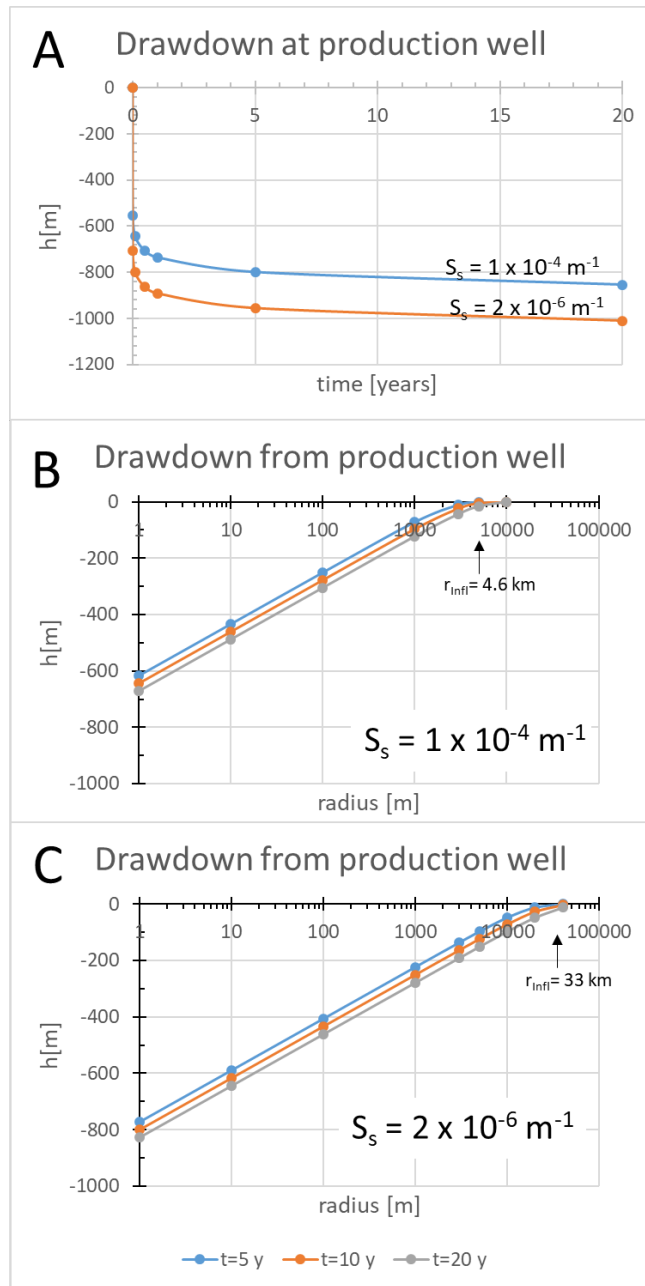 A
Drawdown at production well
0
0 5 10 15 20
-200
-400
-600
-800
-1000
-1200
h[m]
Ss = 1 x 10⁻⁴ m⁻¹
Ss = 2 x 10⁻⁶ m⁻¹
time [years]
B
Drawdown from production well
0
1 10 100 1000 10000 100000
-200
-400
-600
-800
-1000
h[m]
rInfl= 4.6 km
Ss = 1 x 10⁻⁴ m⁻¹
radius [m]
C
Drawdown from production well
0
1 10 100 1000 10000 100000
-200
-400
-600
-800
-1000
h[m]
rInfl= 33 km
Ss = 2 x 10⁻⁶ m⁻¹
radius [m]
t=5 y t=10 y t=20 y